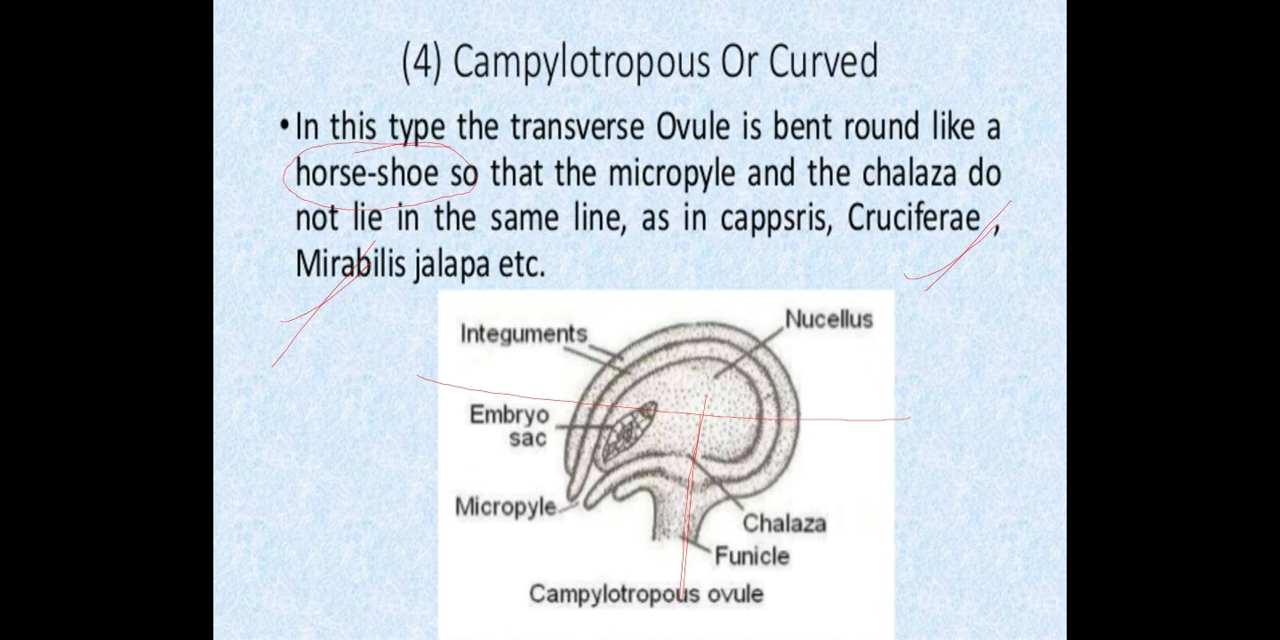 (4) Campylotropous Or Curved
•In this type the transverse Ovule is bent round like a
horse-shoe so that the micropyle and the chalaza do
not lie in the same line, as in cappsris, Cruciferae ,
Mirabilis jalapa etc.
Nucellus
Integuments
Embryo
sac
Micropyle
Chalaza
Funicle
Campylotropous ovule